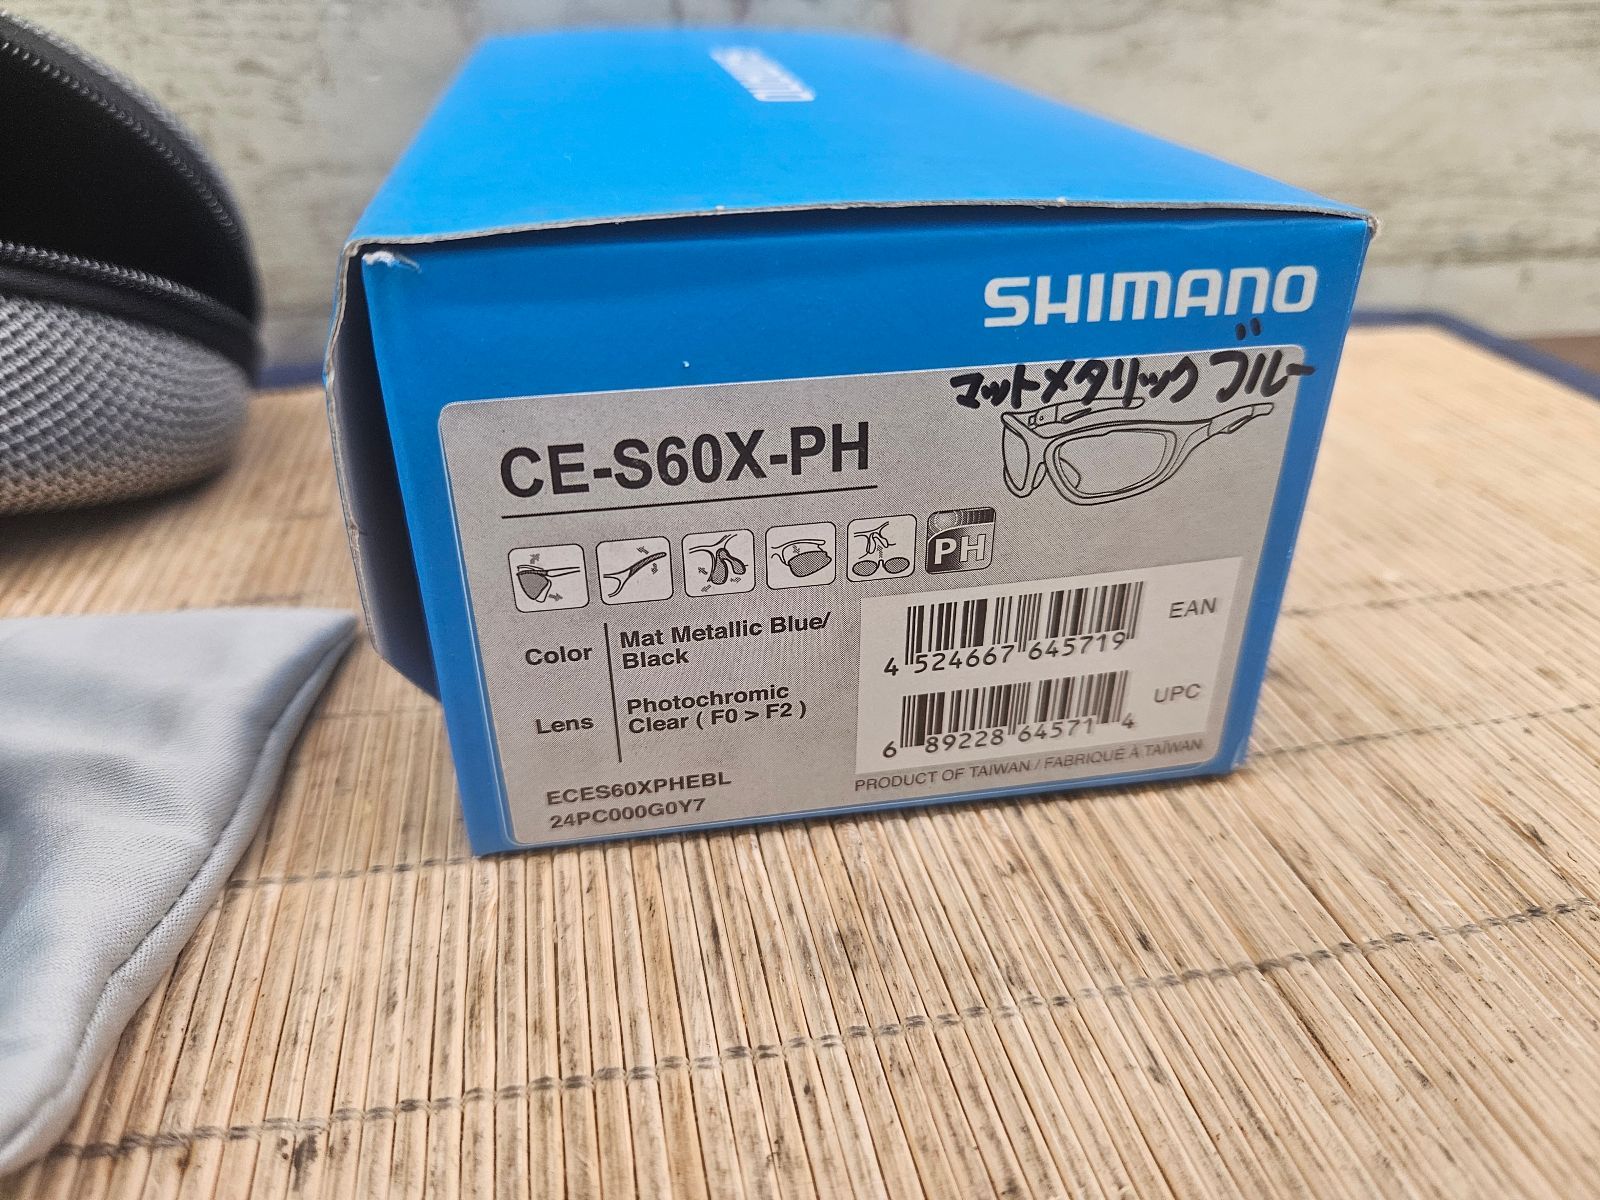 SHIMANO
SHIMANO
マットメタリックブルー
CE-S60X-PH
PH
Color
Mat Metallic Blue/
Black
Lens
Photochromic
Clear ( F0 > F2 )
EAN
4 524667 645719
UPC
6 89228 64571 4
PRODUCT OF TAIWAN / FABRIQUÉ À TAÏWAN
ECES60XPHEBL
24PC000G0Y7